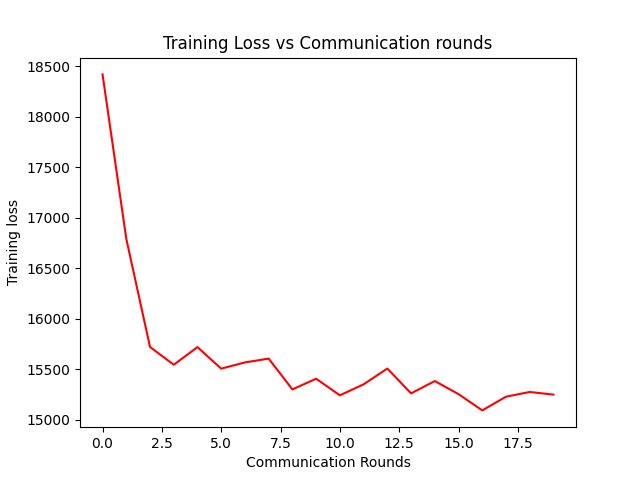 Training Loss vs Communication rounds
18500
18000
17500
17000
16500
16000
15500
15000
Training loss
0.0 2.5 5.0 7.5 10.0 12.5 15.0 17.5
Communication Rounds